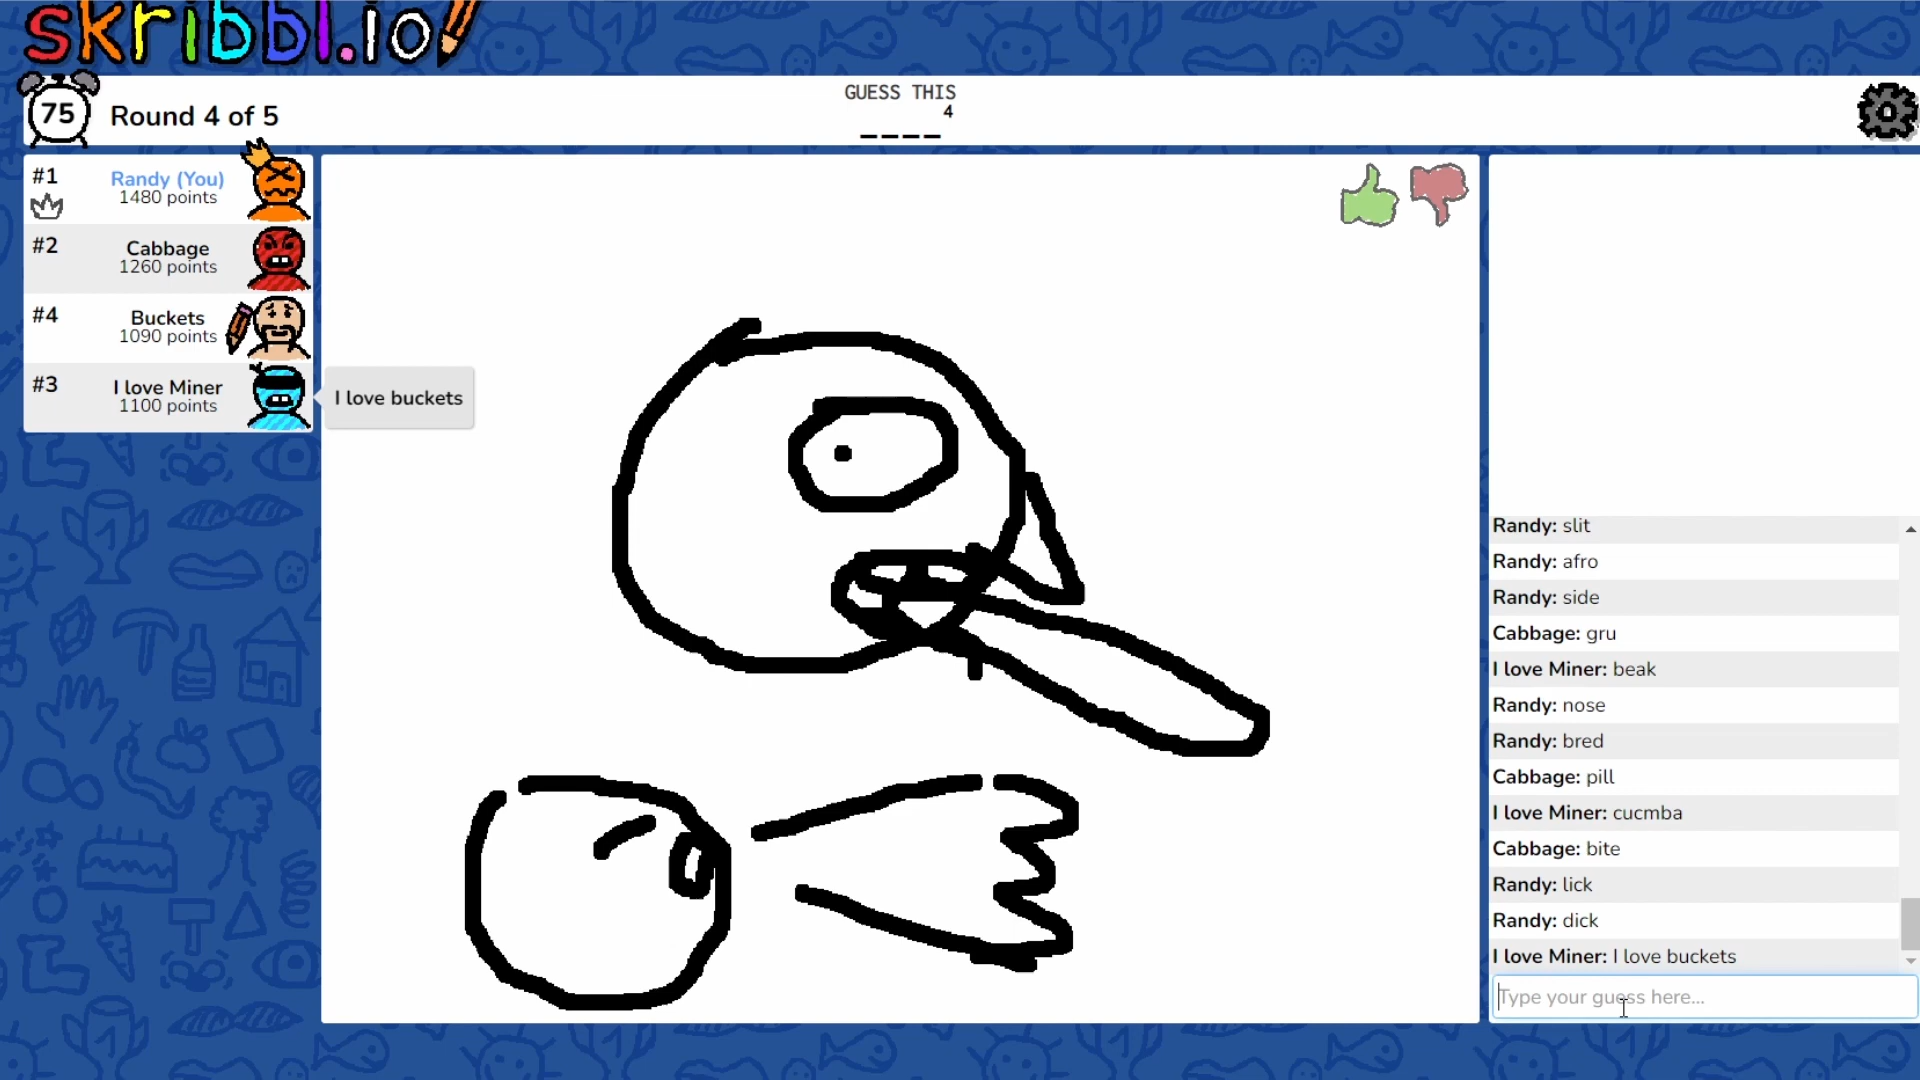 skribbl.io
75
Round 4 of 5
GUESS THIS
4
____
#1
Randy (You)
1480 points
#2
Cabbage
1260 points
#4
Buckets
1090 points
#3
I love Miner
1100 points
I love buckets
Randy: slit
Randy: afro
Randy: side
Cabbage: gru
I love Miner: beak
Randy: nose
Randy: bred
Cabbage: pill
I love Miner: cucmba
Cabbage: bite
Randy: lick
Randy: dick
I love Miner: I love buckets
Type your guess here...